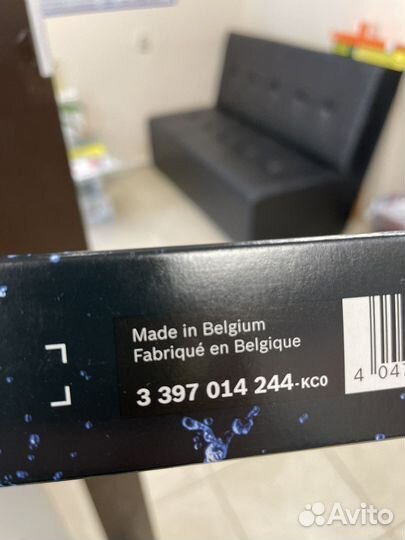 Made in Belgium
Fabriqué en Belgique
3 397 014 244-KC0
4 047
Avito